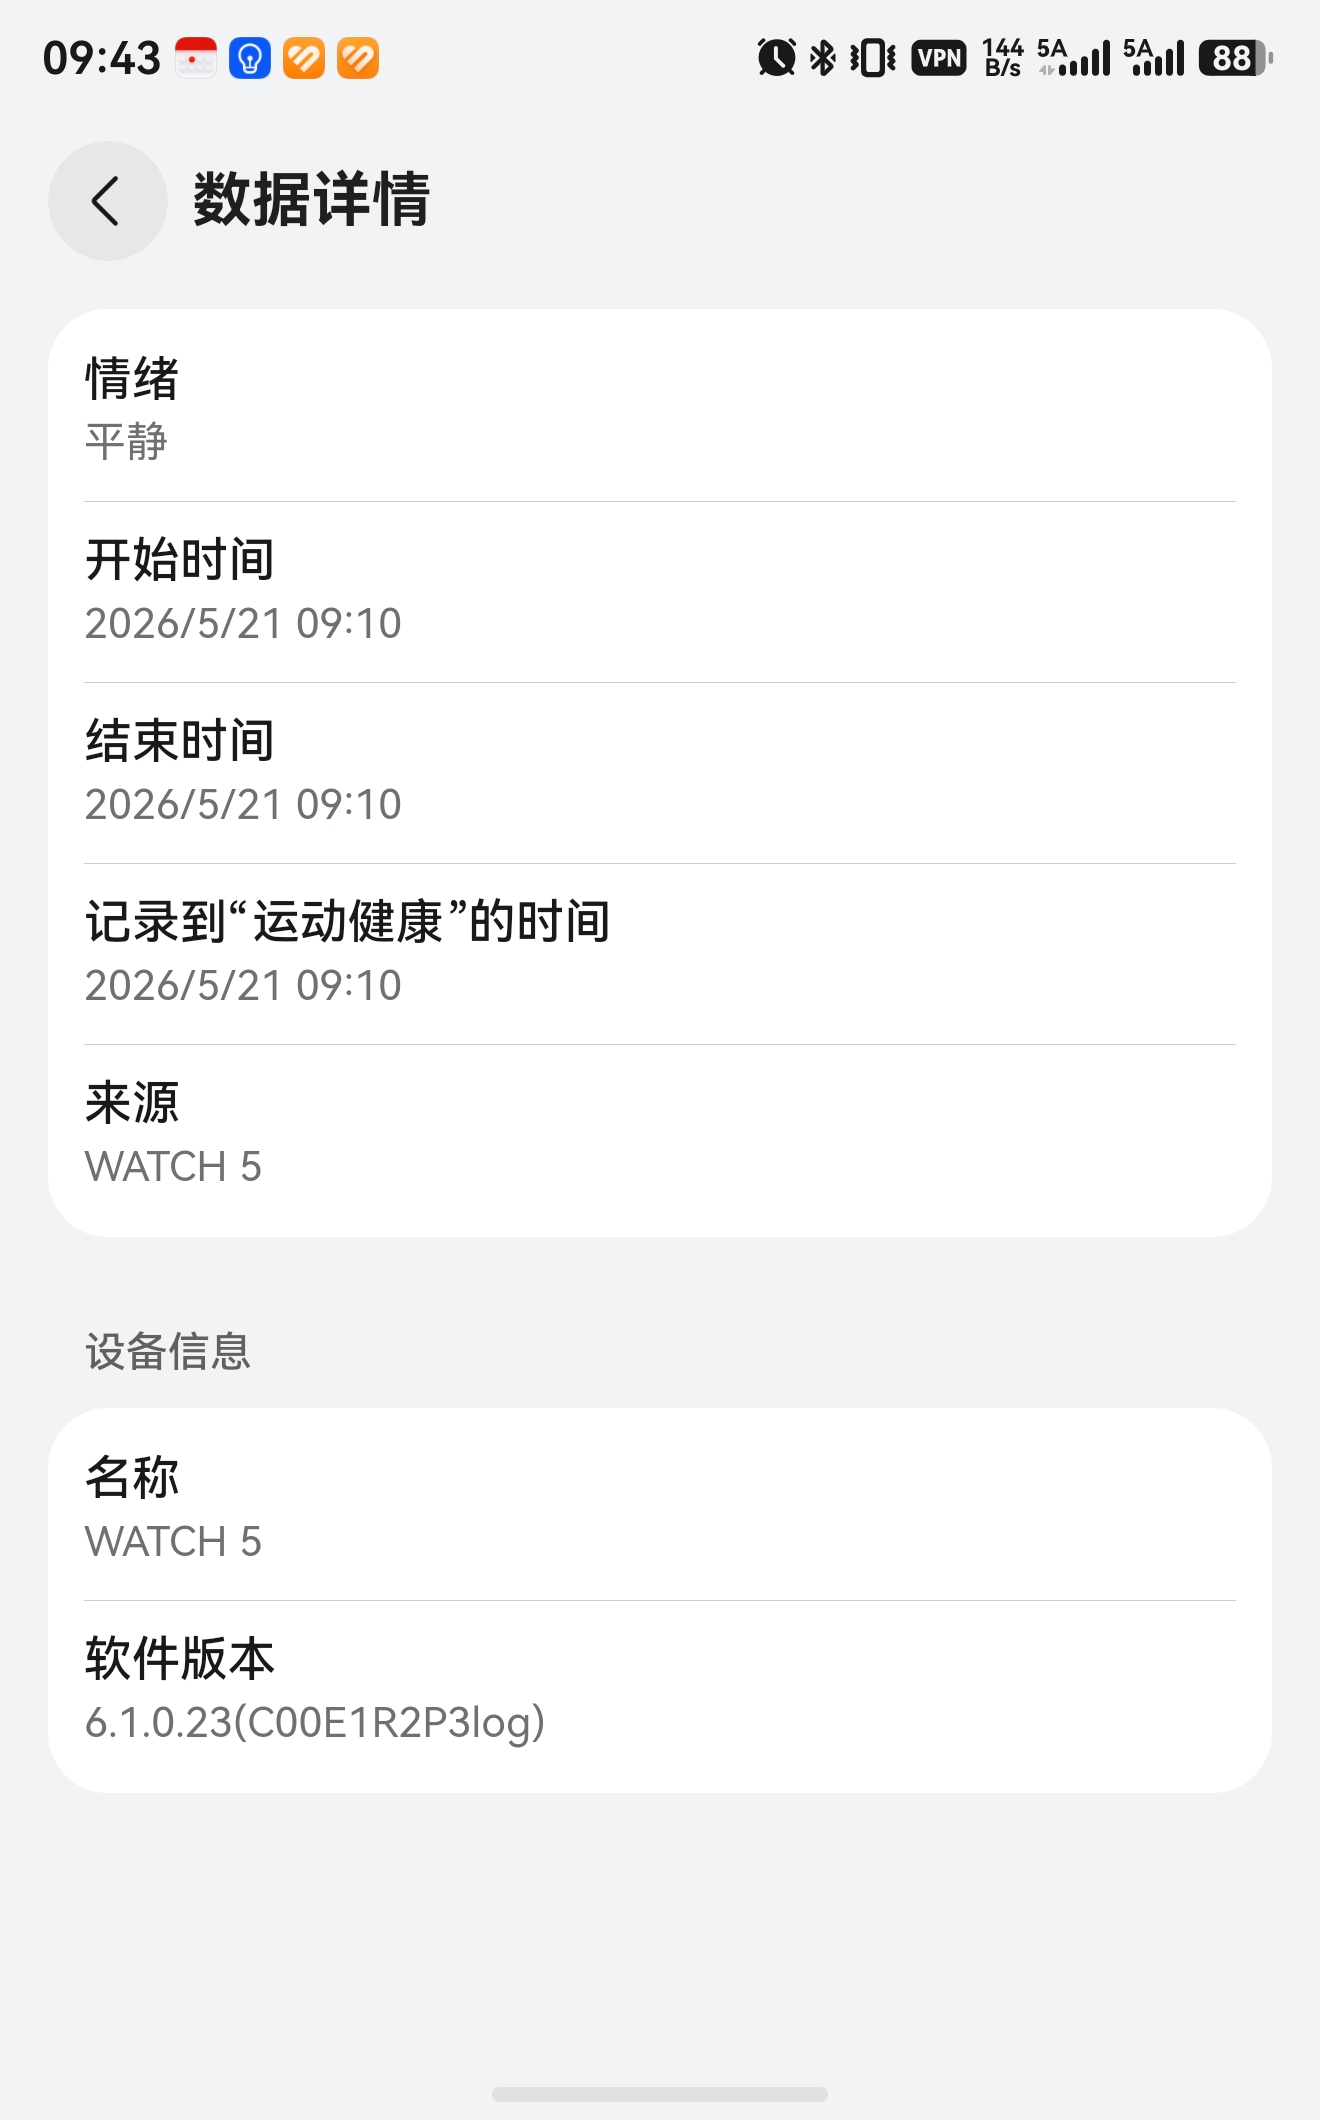 09:43 VPN 144 B/s 5A 5A 88
数据详情
情绪
平静
开始时间
2026/5/21 09:10
结束时间
2026/5/21 09:10
记录到“运动健康”的时间
2026/5/21 09:10
来源
WATCH 5
设备信息
名称
WATCH 5
软件版本
6.1.0.23(C00E1R2P3log)